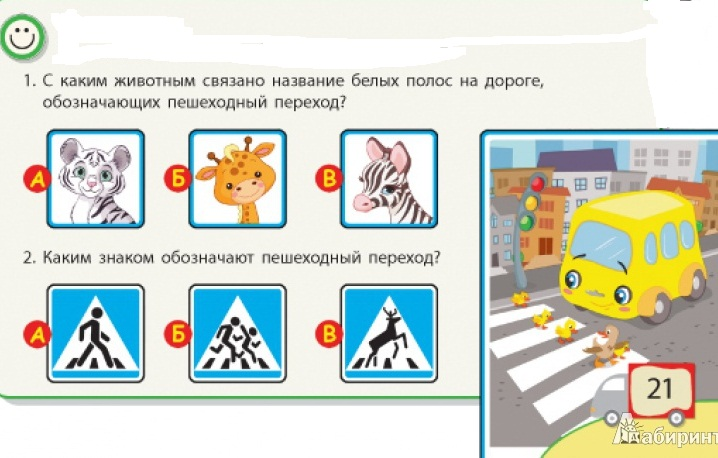 1. С каким животным связано название белых полос на дороге,
обозначающих пешеходный переход?
А Б В
2. Каким знаком обозначают пешеходный переход?
А Б В
21
Лабиринт